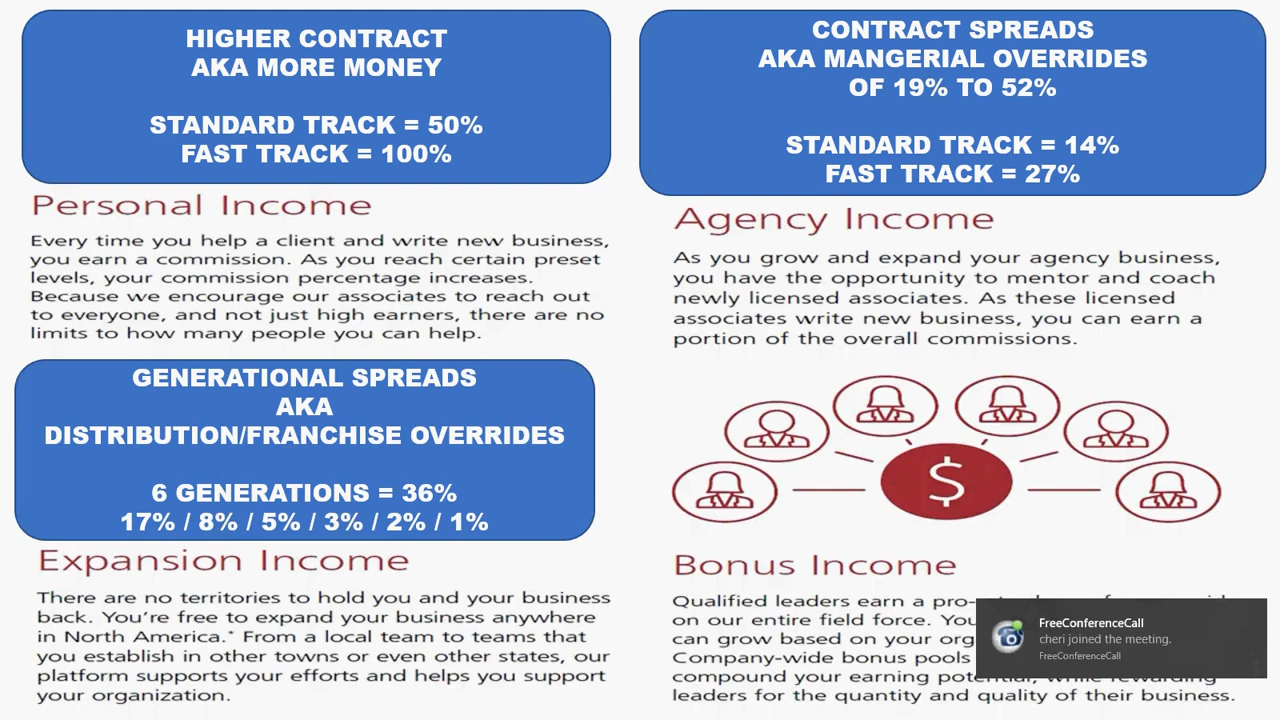 HIGHER CONTRACT
AKA MORE MONEY
STANDARD TRACK = 50%
FAST TRACK = 100%
Personal Income
Every time you help a client and write new business,
you earn a commission. As you reach certain preset
levels, your commission percentage increases.
Because we encourage our associates to reach out
to everyone, and not just high earners, there are no
limits to how many people you can help.
CONTRACT SPREADS
AKA MANGERIAL OVERRIDES
OF 19% TO 52%
STANDARD TRACK = 14%
FAST TRACK = 27%
Agency Income
As you grow and expand your agency business,
you have the opportunity to mentor and coach
newly licensed associates. As these licensed
associates write new business, you can earn a
portion of the overall commissions.
$
GENERATIONAL SPREADS
AKA
DISTRIBUTION/FRANCHISE OVERRIDES
6 GENERATIONS = 36%
17% / 8% / 5% / 3% / 2% / 1%
Expansion Income
There are no territories to hold you and your business
back. You’re free to expand your business anywhere
in North America.* From a local team to teams that
you establish in other towns or even other states, our
platform supports your efforts and helps you support
your organization.
Bonus Income
Qualified leaders earn a
on our entire field force. You
can grow based on your
Company-wide bonus pools
compound your earning potential, while rewarding
leaders for the quantity and quality of their business.
FreeConferenceCall
cheri joined the meeting.
FreeConferenceCall